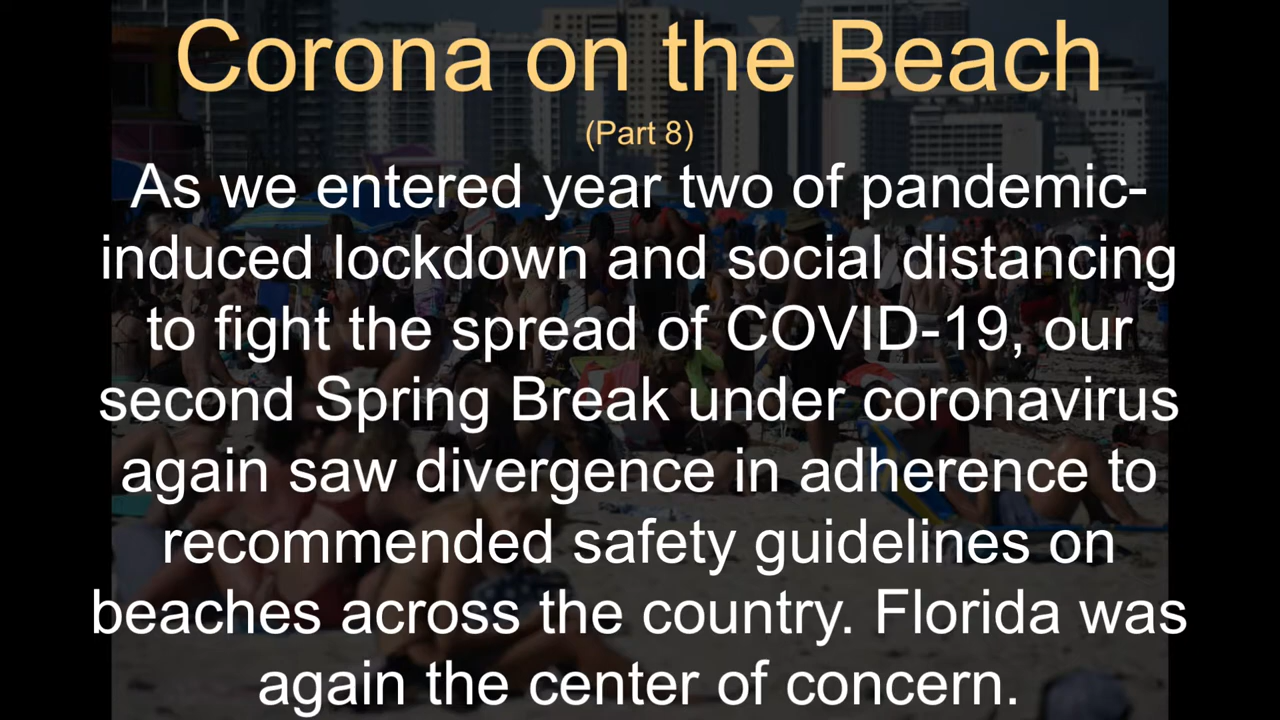 Corona on the Beach
(Part 8)
As we entered year two of pandemic-
induced lockdown and social distancing
to fight the spread of COVID-19, our
second Spring Break under coronavirus
again saw divergence in adherence to
recommended safety guidelines on
beaches across the country. Florida was
again the center of concern.